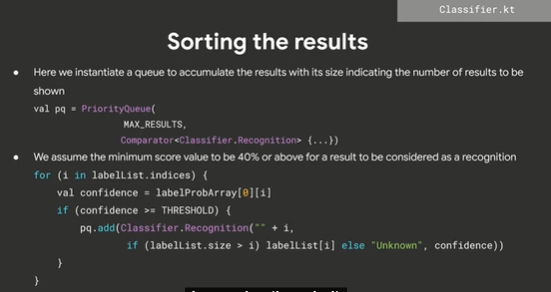 Classifier.kt
Sorting the results
● Here we instantiate a queue to accumulate the results with its size indicating the number of results to be
shown
val pq = PriorityQueue(
MAX_RESULTS,
Comparator<Classifier.Recognition> {...})
● We assume the minimum score value to be 40% or above for a result to be considered as a recognition
for (i in labelList.indices) {
val confidence = labelProbArray[0][i]
if (confidence >= THRESHOLD) {
pq.add(Classifier.Recognition("" + i,
if (labelList.size > i) labelList[i] else "Unknown", confidence))
}
}